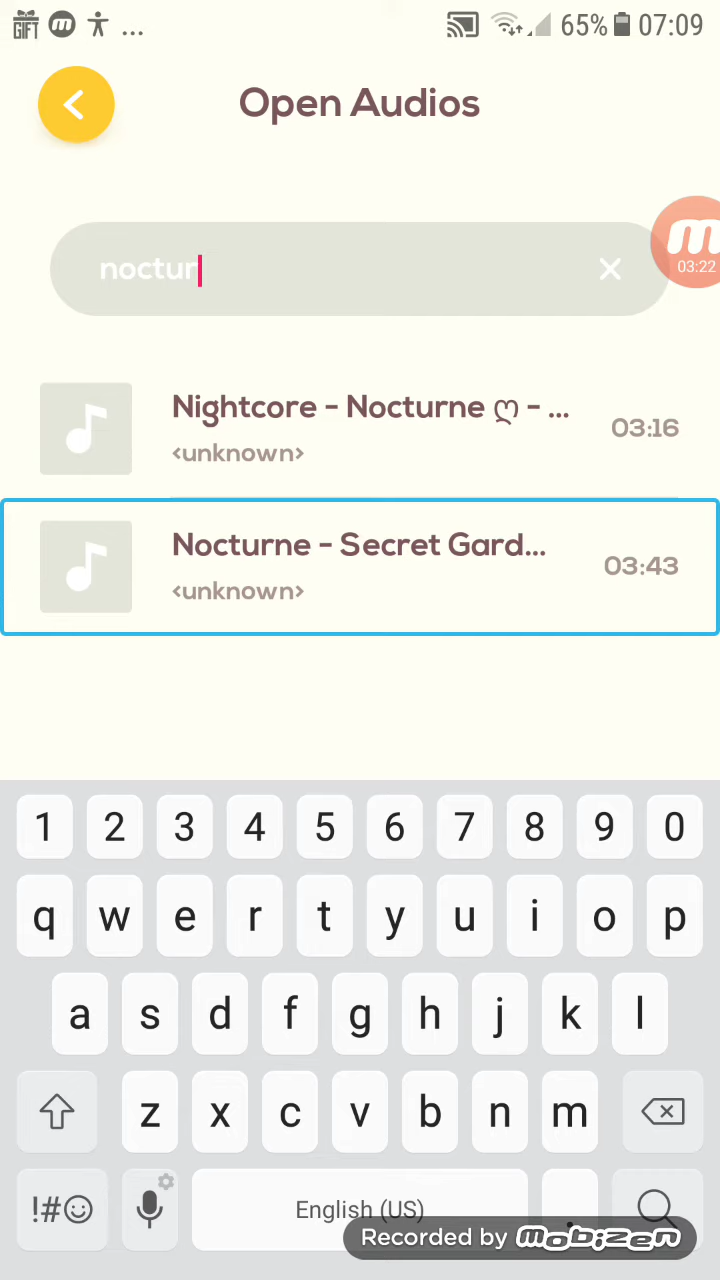 GIFT m ... 65% 07:09
Open Audios
noctur
m
03:22
Nightcore - Nocturne ღ - ...
<unknown>
03:16
Nocturne - Secret Gard...
<unknown>
03:43
1 2 3 4 5 6 7 8 9 0
q w e r t y u i o p
a s d f g h j k l
z x c v b n m
!#☺ English (US) .
Recorded by mobizen